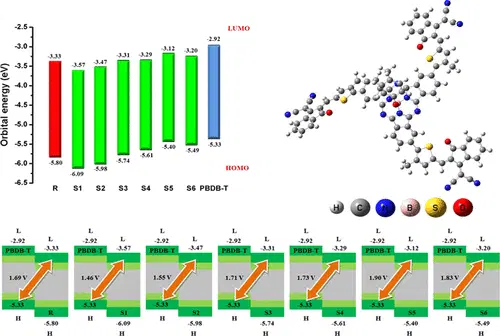 Orbital energy (eV)
-2.5
-3.0
-3.5
-4.0
-4.5
-5.0
-5.5
-6.0
-6.5
LUMO
-3.33
-3.57
-3.47
-3.31
-3.29
-3.12
-3.20
-2.92
-5.80
-6.09
-5.98
-5.74
-5.61
-5.40
-5.49
-5.33
HOMO
R S1 S2 S3 S4 S5 S6 PBDB-T
H C N B S O
L L L L L L L L L L L L L L
-2.92 -3.33 -2.92 -3.57 -2.92 -3.47 -2.92 -3.31 -2.92 -3.29 -2.92 -3.12 -2.92 -3.20
PBDB-T PBDB-T PBDB-T PBDB-T PBDB-T PBDB-T PBDB-T
1.69 V 1.46 V 1.55 V 1.71 V 1.73 V 1.90 V 1.83 V
-5.33 -5.33 -5.33 -5.33 -5.33 -5.33 -5.33
H R H S1 H S2 H S3 H S4 H S5 H S6
-5.80 -6.09 -5.98 -5.74 -5.61 -5.40 -5.49
H H H H H H H